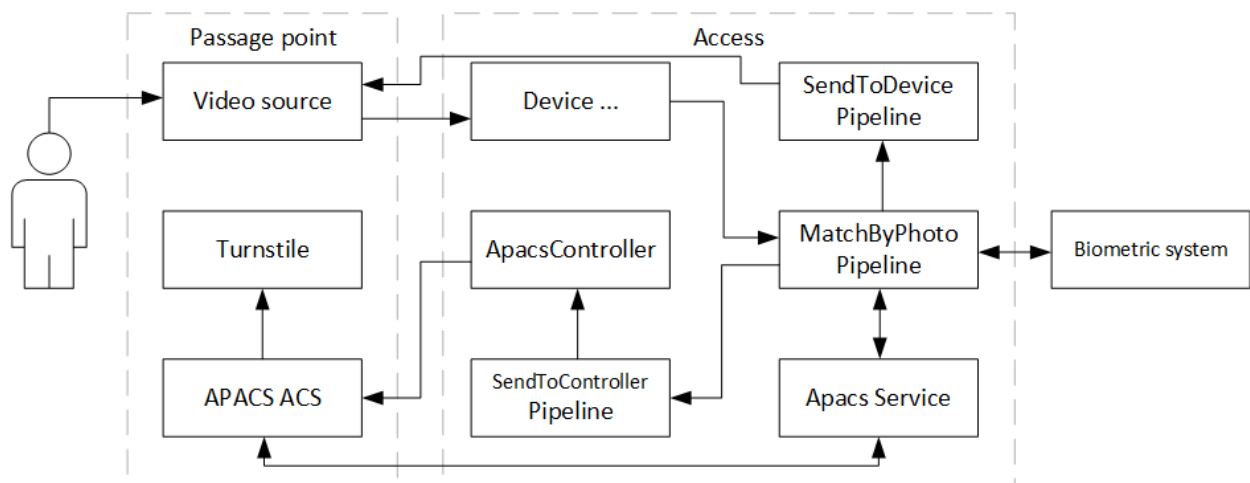 Passage point
Access
Video source
Device ...
SendToDevice
Pipeline
Turnstile
ApacsController
MatchByPhoto
Pipeline
Biometric system
APACS ACS
SendToController
Pipeline
Apacs Service